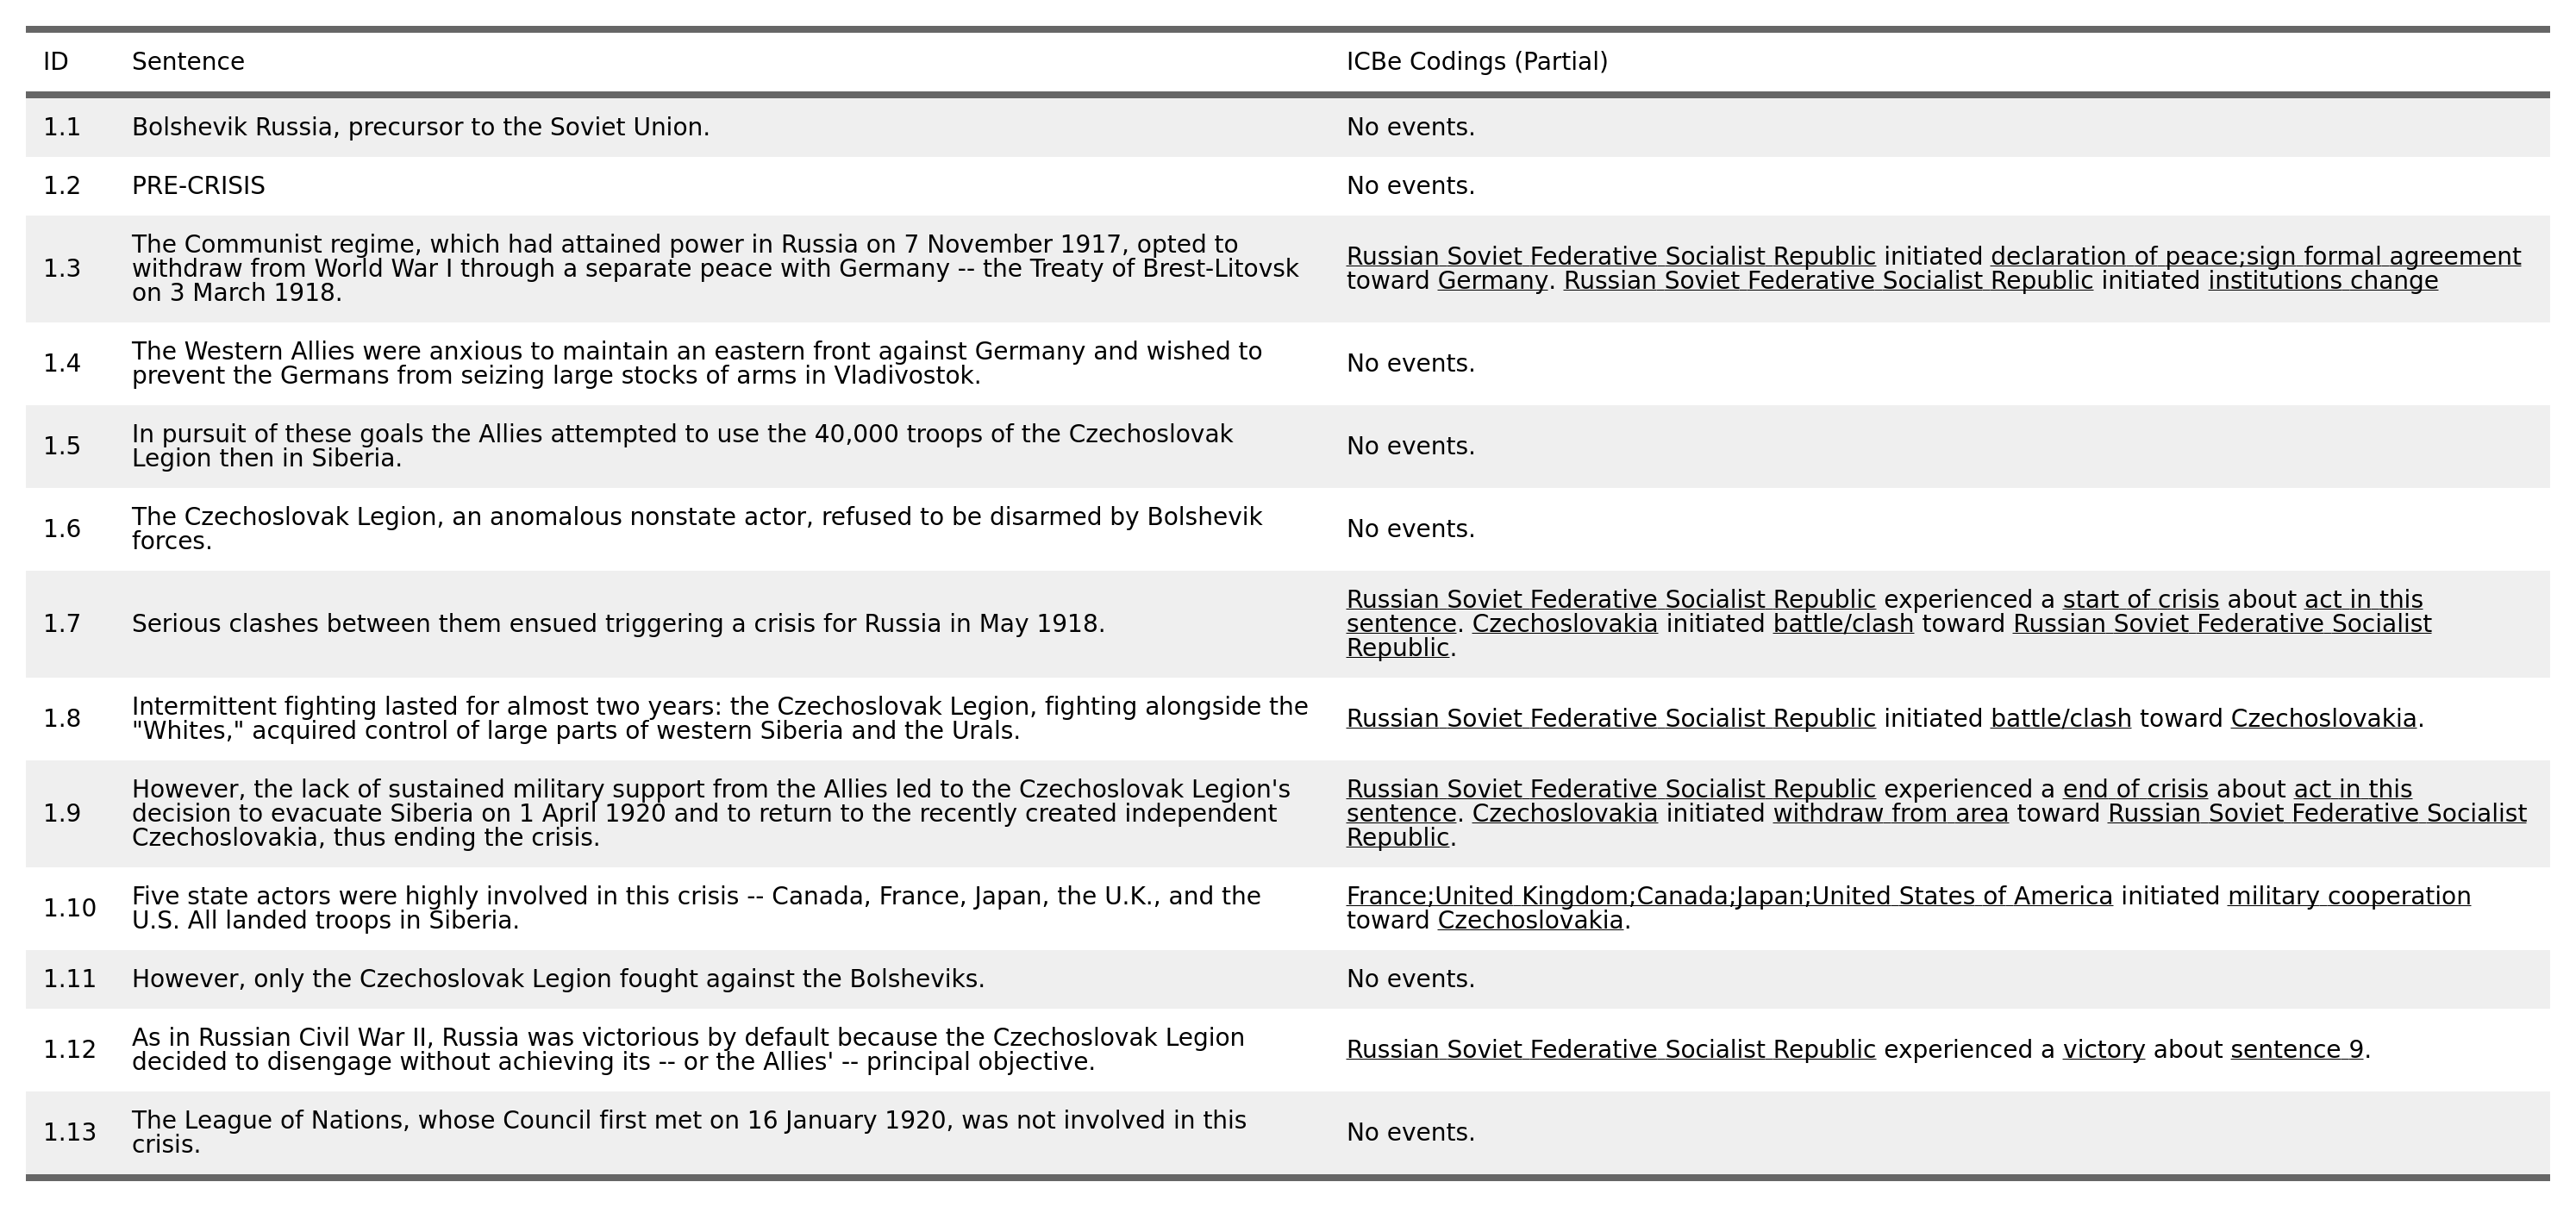 ID Sentence ICBe Codings (Partial)
1.1 Bolshevik Russia, precursor to the Soviet Union. No events.
1.2 PRE-CRISIS No events.
1.3
The Communist regime, which had attained power in Russia on 7 November 1917, opted to
withdraw from World War I through a separate peace with Germany -- the Treaty of Brest-Litovsk
on 3 March 1918.
Russian Soviet Federative Socialist Republic initiated declaration of peace;sign formal agreement
toward Germany. Russian Soviet Federative Socialist Republic initiated institutions change
1.4
The Western Allies were anxious to maintain an eastern front against Germany and wished to
prevent the Germans from seizing large stocks of arms in Vladivostok.
No events.
1.5
In pursuit of these goals the Allies attempted to use the 40,000 troops of the Czechoslovak
Legion then in Siberia.
No events.
1.6
The Czechoslovak Legion, an anomalous nonstate actor, refused to be disarmed by Bolshevik
forces.
No events.
1.7
Serious clashes between them ensued triggering a crisis for Russia in May 1918.
Russian Soviet Federative Socialist Republic experienced a start of crisis about act in this
sentence. Czechoslovakia initiated battle/clash toward Russian Soviet Federative Socialist
Republic.
1.8
Intermittent fighting lasted for almost two years: the Czechoslovak Legion, fighting alongside the
"Whites," acquired control of large parts of western Siberia and the Urals.
Russian Soviet Federative Socialist Republic initiated battle/clash toward Czechoslovakia.
1.9
However, the lack of sustained military support from the Allies led to the Czechoslovak Legion's
decision to evacuate Siberia on 1 April 1920 and to return to the recently created independent
Czechoslovakia, thus ending the crisis.
Russian Soviet Federative Socialist Republic experienced a end of crisis about act in this
sentence. Czechoslovakia initiated withdraw from area toward Russian Soviet Federative Socialist
Republic.
1.10
Five state actors were highly involved in this crisis -- Canada, France, Japan, the U.K., and the
U.S. All landed troops in Siberia.
France;United Kingdom;Canada;Japan;United States of America initiated military cooperation
toward Czechoslovakia.
1.11 However, only the Czechoslovak Legion fought against the Bolsheviks. No events.
1.12
As in Russian Civil War II, Russia was victorious by default because the Czechoslovak Legion
decided to disengage without achieving its -- or the Allies' -- principal objective.
Russian Soviet Federative Socialist Republic experienced a victory about sentence 9.
1.13
The League of Nations, whose Council first met on 16 January 1920, was not involved in this
crisis.
No events.